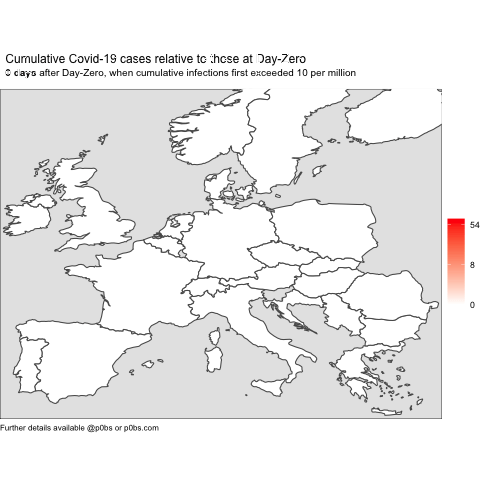 Cumulative Covid-19 cases relative to those at Day-Zero
0 days after Day-Zero, when cumulative infections first exceeded 10 per million
54
8
0
Further details available @p0bs or p0bs.com